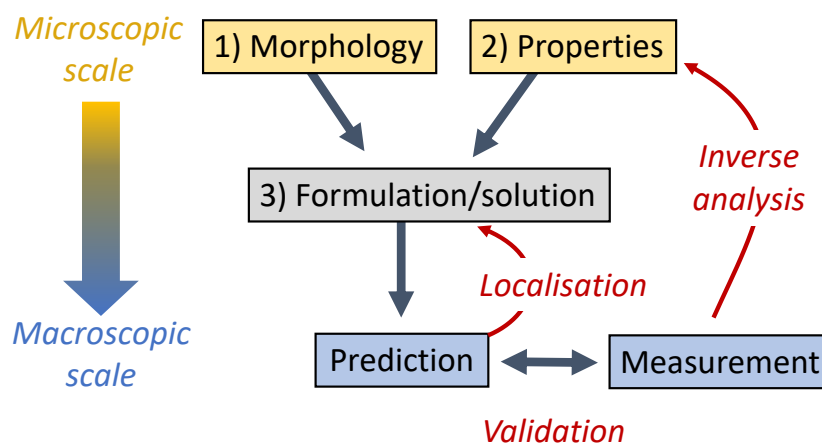 Microscopic
scale
1) Morphology
2) Properties
Inverse
analysis
3) Formulation/solution
Localisation
Macroscopic
scale
Prediction
Measurement
Validation